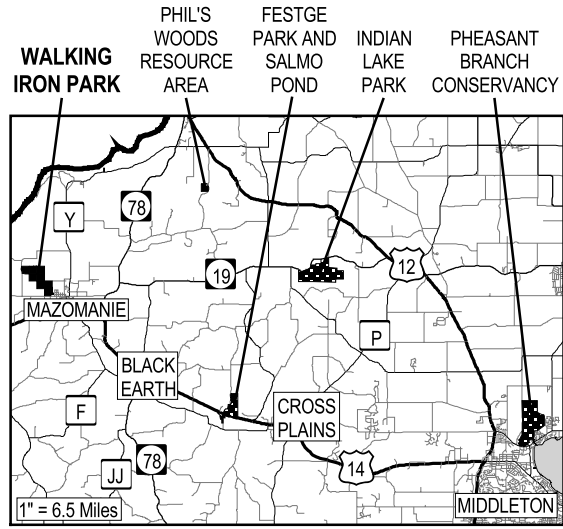 PHIL'S
WOODS
RESOURCE
AREA
FESTGE
PARK AND
SALMO
POND
INDIAN
LAKE
PARK
PHEASANT
BRANCH
CONSERVANCY
WALKING
IRON PARK
Y
78
19
12
MAZOMANIE
P
BLACK
EARTH
F
CROSS
PLAINS
JJ
78
14
1" = 6.5 Miles
MIDDLETON